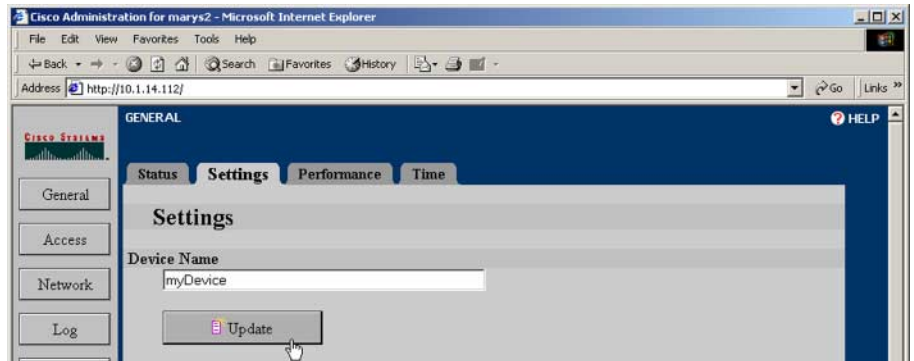 Cisco Administration for marys2 - Microsoft Internet Explorer
File Edit View Favorites Tools Help
Back Search Favorites History
Address http://10.1.14.112/ Go Links »
GENERAL HELP
CISCO SYSTEMS
Status Settings Performance Time
General
Settings
Access
Device Name
myDevice
Network
Update
Log